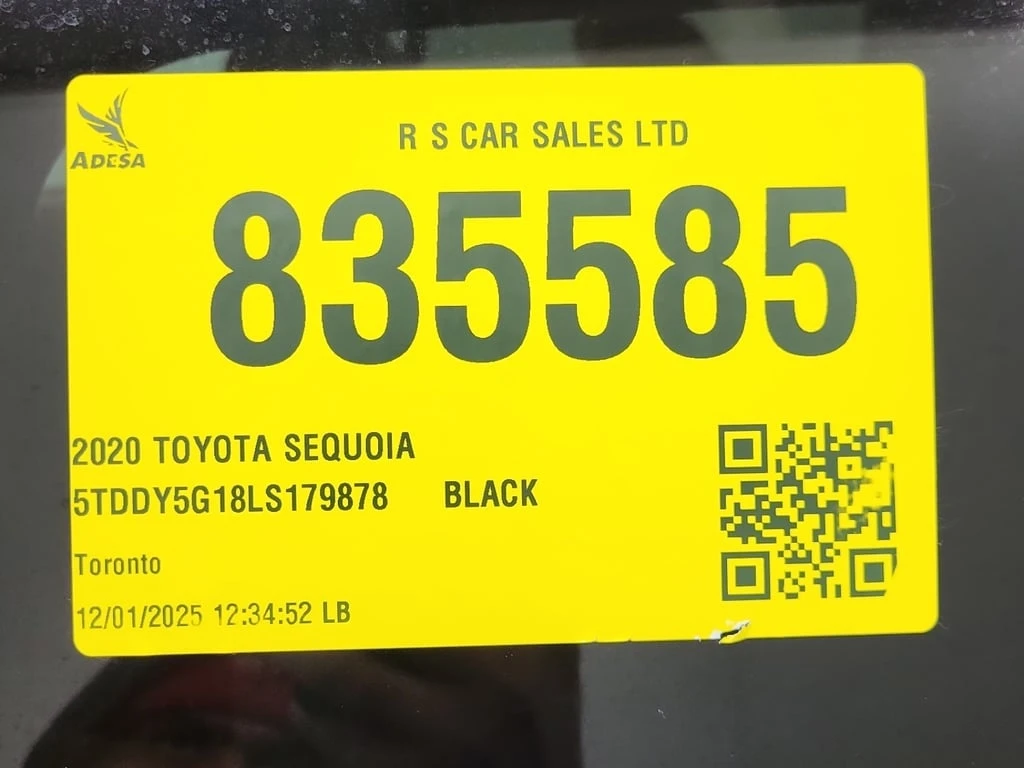 ADESA
R S CAR SALES LTD
835585
2020 TOYOTA SEQUOIA
5TDDY5G18LS179878 BLACK
Toronto
12/01/2025 12:34:52 LB